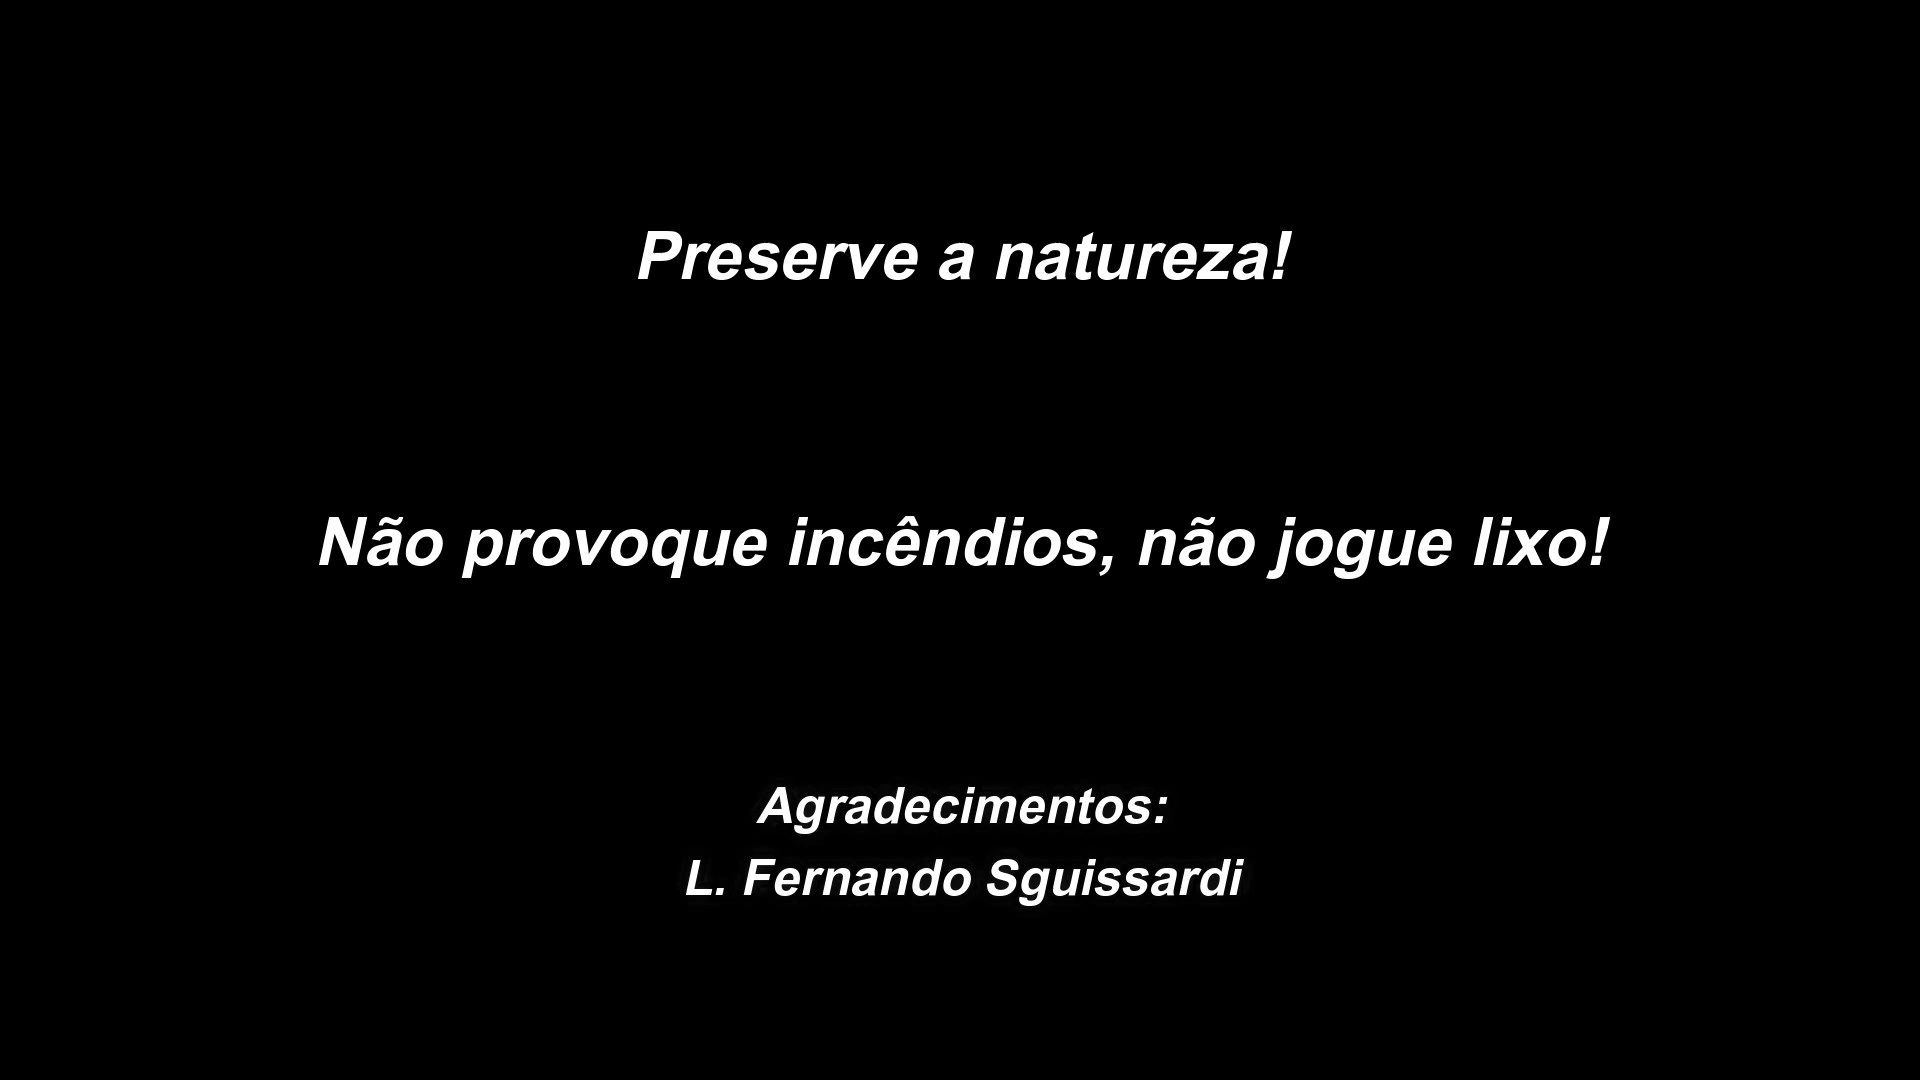 Preserve a natureza!
Não provoque incêndios, não jogue lixo!
Agradecimentos:
L. Fernando Sguissardi